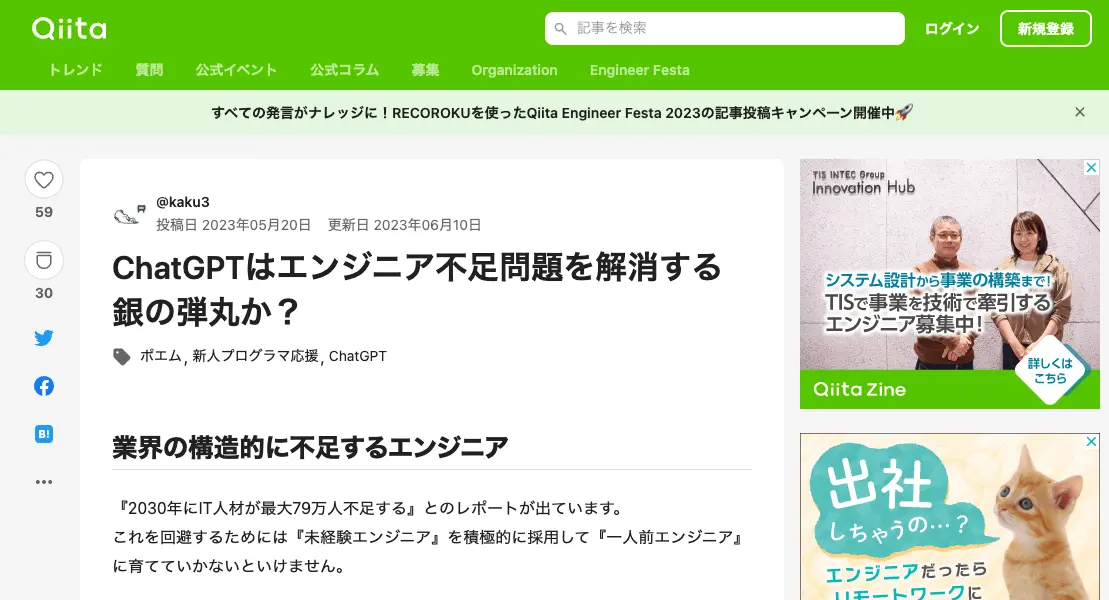 Qiita
記事を検索
ログイン
新規登録
トレンド
質問
公式イベント
公式コラム
募集
Organization
Engineer Festa
すべての発言がナレッジに！RECOROKUを使ったQiita Engineer Festa 2023の記事投稿キャンペーン開催中🚀
59
30
B!
@kaku3
投稿日 2023年05月20日 更新日 2023年06月10日
ChatGPTはエンジニア不足問題を解消する
銀の弾丸か？
ポエム, 新人プログラマ応援, ChatGPT
業界の構造的に不足するエンジニア
『2030年にIT人材が最大79万人不足する』とのレポートが出ています。
これを回避するためには『未経験エンジニア』を積極的に採用して『一人前エンジニア』
に育てていかないといけません。
TIS INTEC Group
Innovation Hub
システム設計から事業の構築まで！
TISで事業を技術で牽引する
エンジニア募集中！
詳しくは
こちら
Qiita Zine
出社
しちゃうの…？
エンジニアだったら
リモートワークに